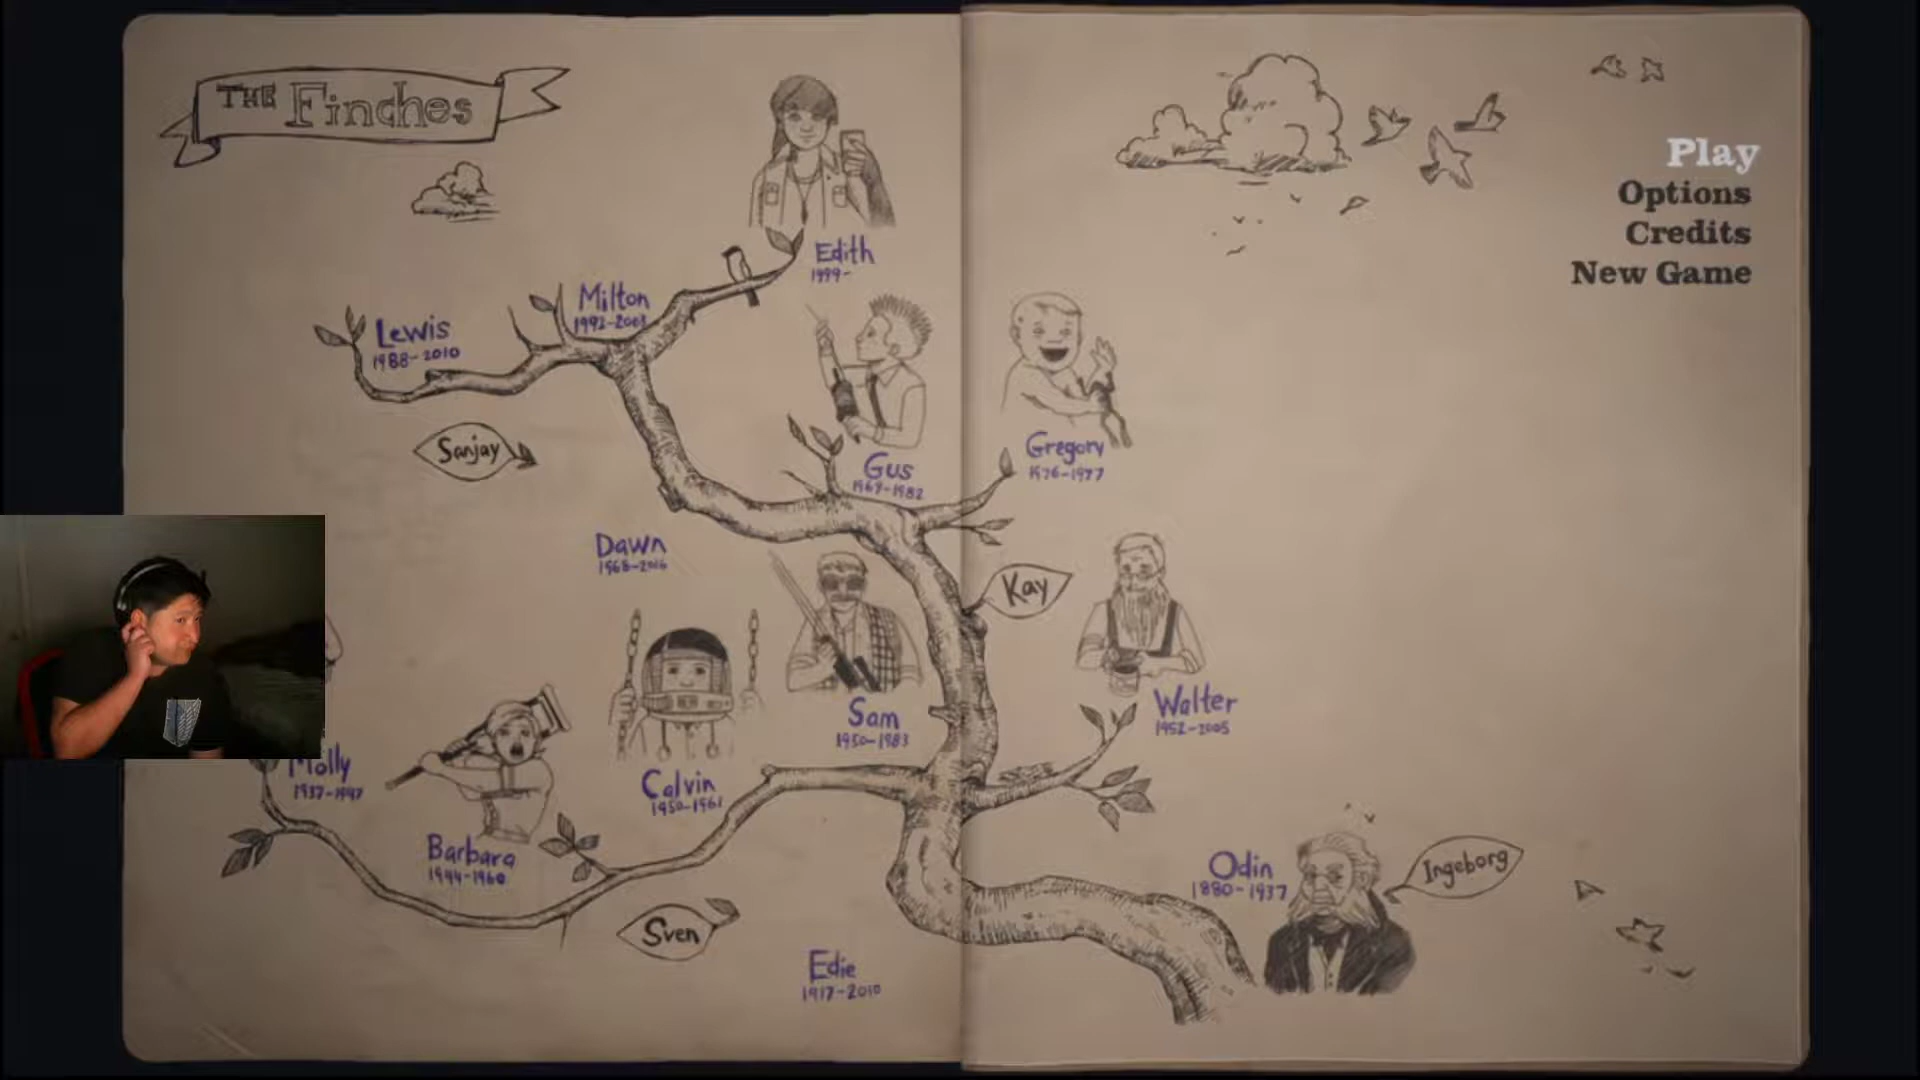 THE Finches
Play
Options
Credits
New Game
Edith
1999-
Milton
1992-2003
Lewis
1988-2010
Sanjay
Gus
1969-1982
Gregory
1976-1977
Dawn
1968-2016
Kay
Sam
1950-1983
Walter
1952-2005
Molly
1937-1947
Calvin
1950-1961
Barbara
1944-1960
Odin
1880-1937
Ingeborg
Sven
Edie
1917-2010